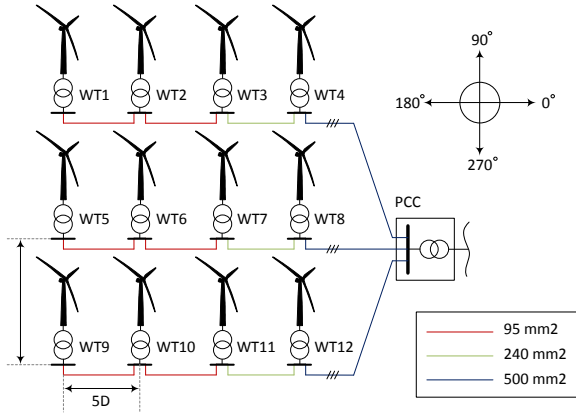 90°
180°
0°
270°
WT1 WT2 WT3 WT4
PCC
WT5 WT6 WT7 WT8
WT9 WT10 WT11 WT12
5D
95 mm2
240 mm2
500 mm2